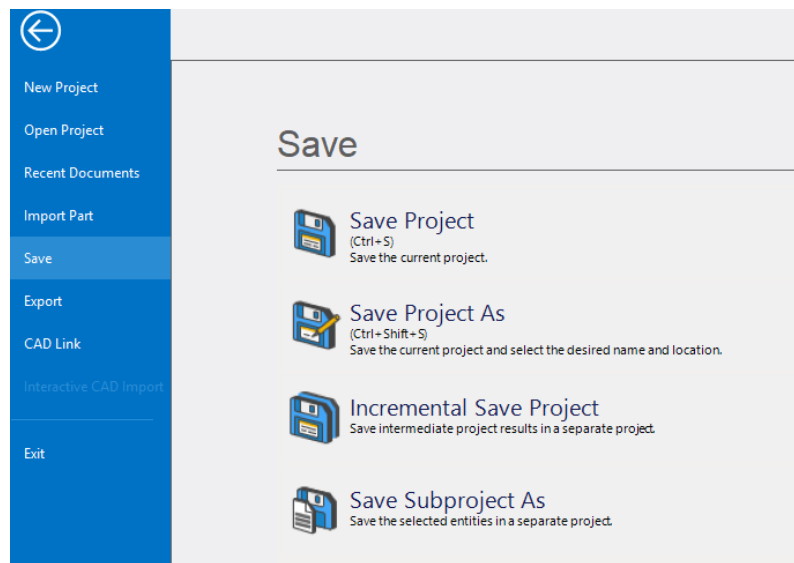 New Project
Open Project
Recent Documents
Import Part
Save
Export
CAD Link
Interactive CAD Import
Exit
Save
Save Project
(Ctrl+S)
Save the current project.
Save Project As
(Ctrl+Shift+S)
Save the current project and select the desired name and location.
Incremental Save Project
Save intermediate project results in a separate project.
Save Subproject As
Save the selected entities in a separate project.